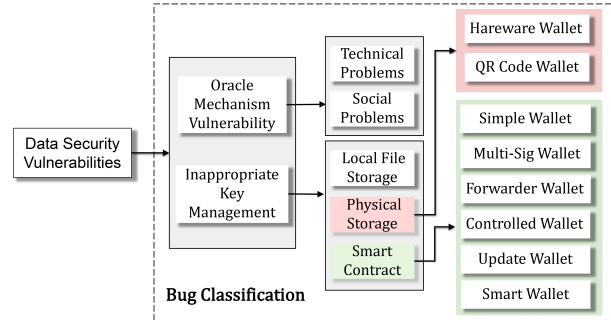 Data Security
Vulnerabilities
Oracle
Mechanism
Vulnerability
Inappropriate
Key
Management
Technical
Problems
Social
Problems
Local File
Storage
Physical
Storage
Smart
Contract
Hareware Wallet
QR Code Wallet
Simple Wallet
Multi-Sig Wallet
Forwarder Wallet
Controlled Wallet
Update Wallet
Smart Wallet
Bug Classification